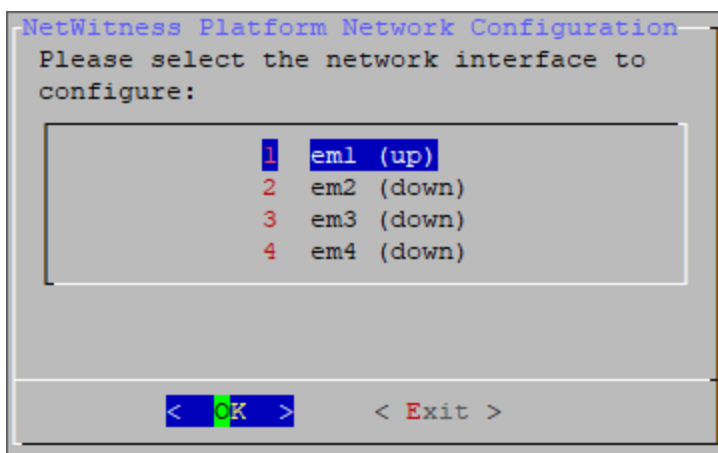 NetWitness Platform Network Configuration
Please select the network interface to
configure:
1 em1 (up)
2 em2 (down)
3 em3 (down)
4 em4 (down)
< OK > < Exit >